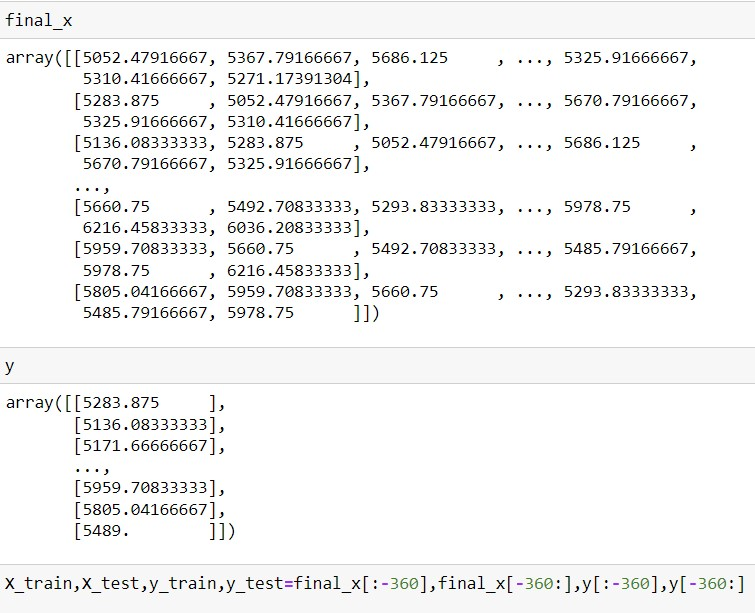 final_x
array([[5052.47916667, 5367.79166667, 5686.125     , ..., 5325.91666667,
        5310.41666667, 5271.17391304],
       [5283.875     , 5052.47916667, 5367.79166667, ..., 5670.79166667,
        5325.91666667, 5310.41666667],
       [5136.08333333, 5283.875     , 5052.47916667, ..., 5686.125     ,
        5670.79166667, 5325.91666667],
       ...,
       [5660.75      , 5492.70833333, 5293.83333333, ..., 5978.75      ,
        6216.45833333, 6036.20833333],
       [5959.70833333, 5660.75      , 5492.70833333, ..., 5485.79166667,
        5978.75      , 6216.45833333],
       [5805.04166667, 5959.70833333, 5660.75      , ..., 5293.83333333,
        5485.79166667, 5978.75      ]])
y
array([[5283.875     ],
       [5136.08333333],
       [5171.66666667],
       ...,
       [5959.70833333],
       [5805.04166667],
       [5489.        ]])
X_train,X_test,y_train,y_test=final_x[:-360],final_x[-360:],y[:-360],y[-360:]